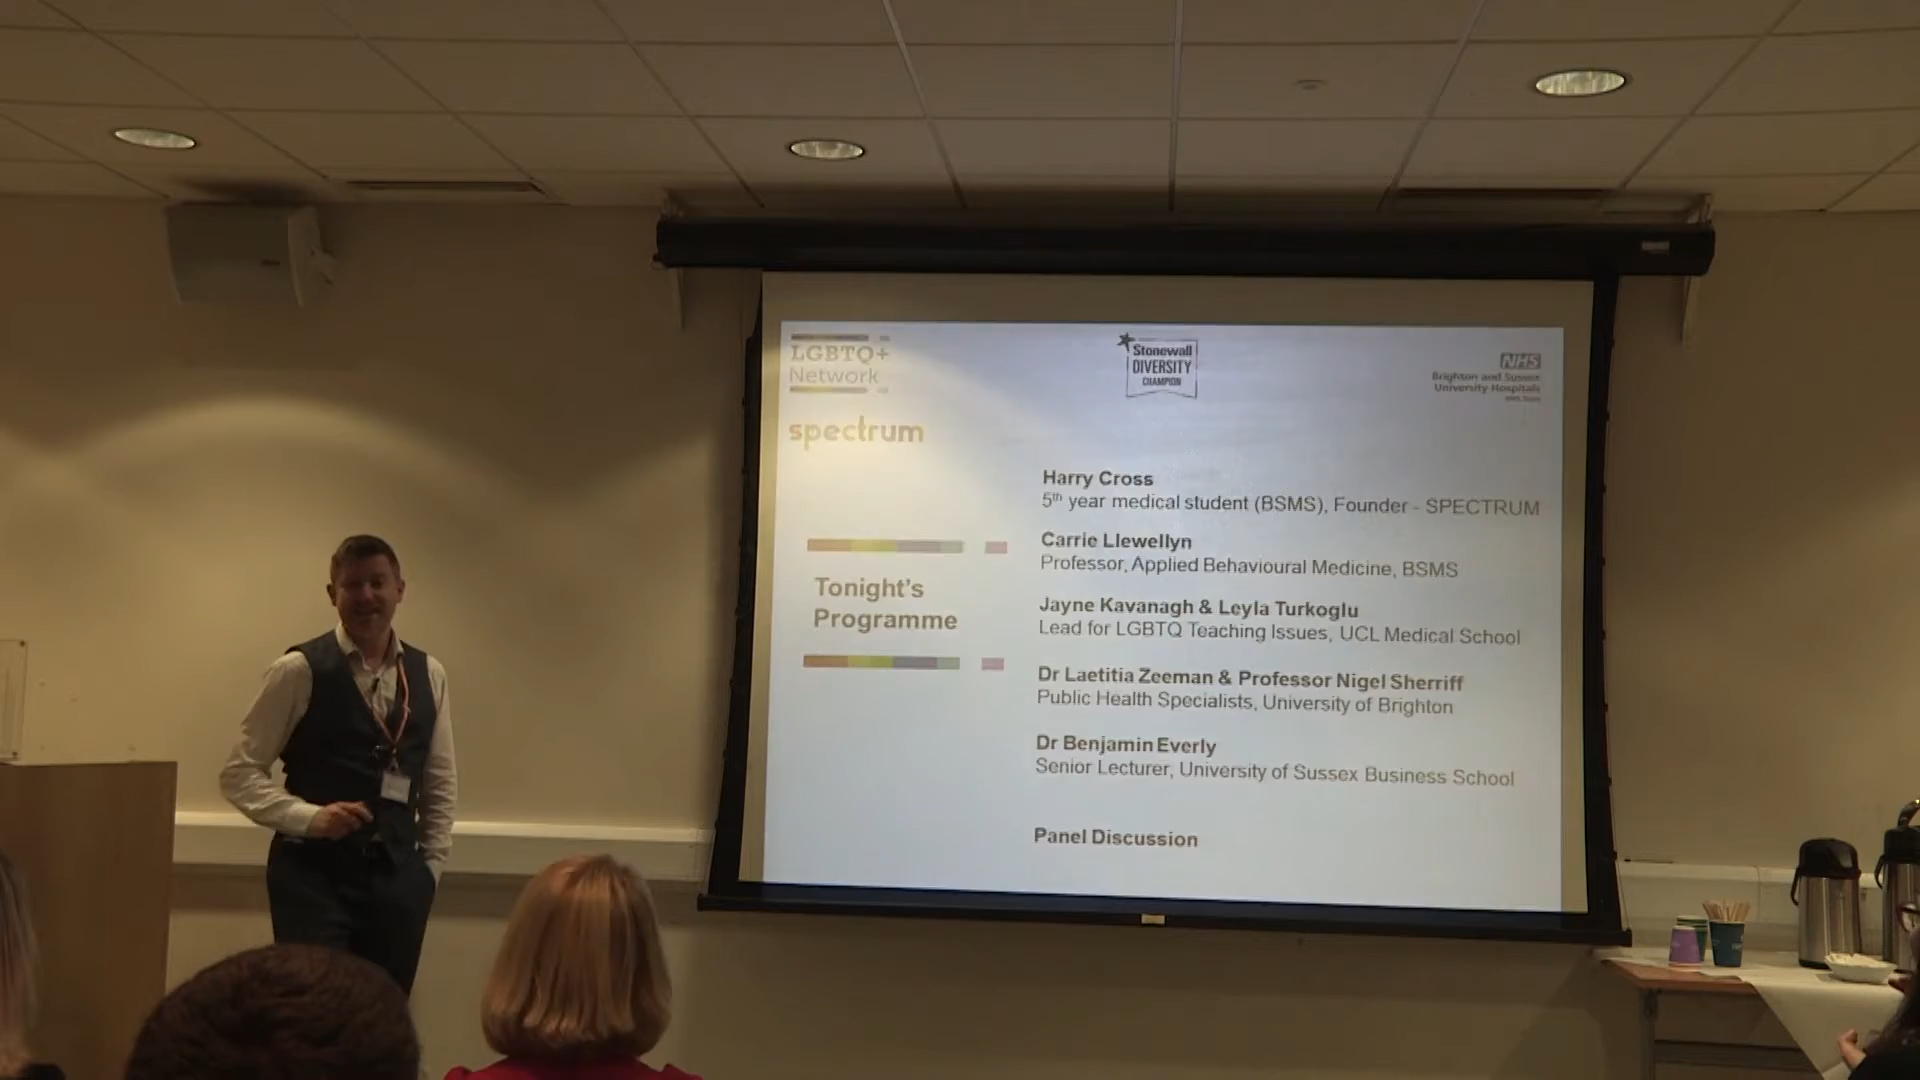 LGBTQ+
Network
spectrum
Stonewall
DIVERSITY
CHAMPION
NHS
Brighton and Sussex
University Hospitals
Tonight's
Programme
Harry Cross
5th year medical student (BSMS), Founder - SPECTRUM
Carrie Llewellyn
Professor, Applied Behavioural Medicine, BSMS
Jayne Kavanagh & Leyla Turkoglu
Lead for LGBTQ Teaching Issues, UCL Medical School
Dr Laetitia Zeeman & Professor Nigel Sherriff
Public Health Specialists, University of Brighton
Dr Benjamin Everly
Senior Lecturer, University of Sussex Business School
Panel Discussion